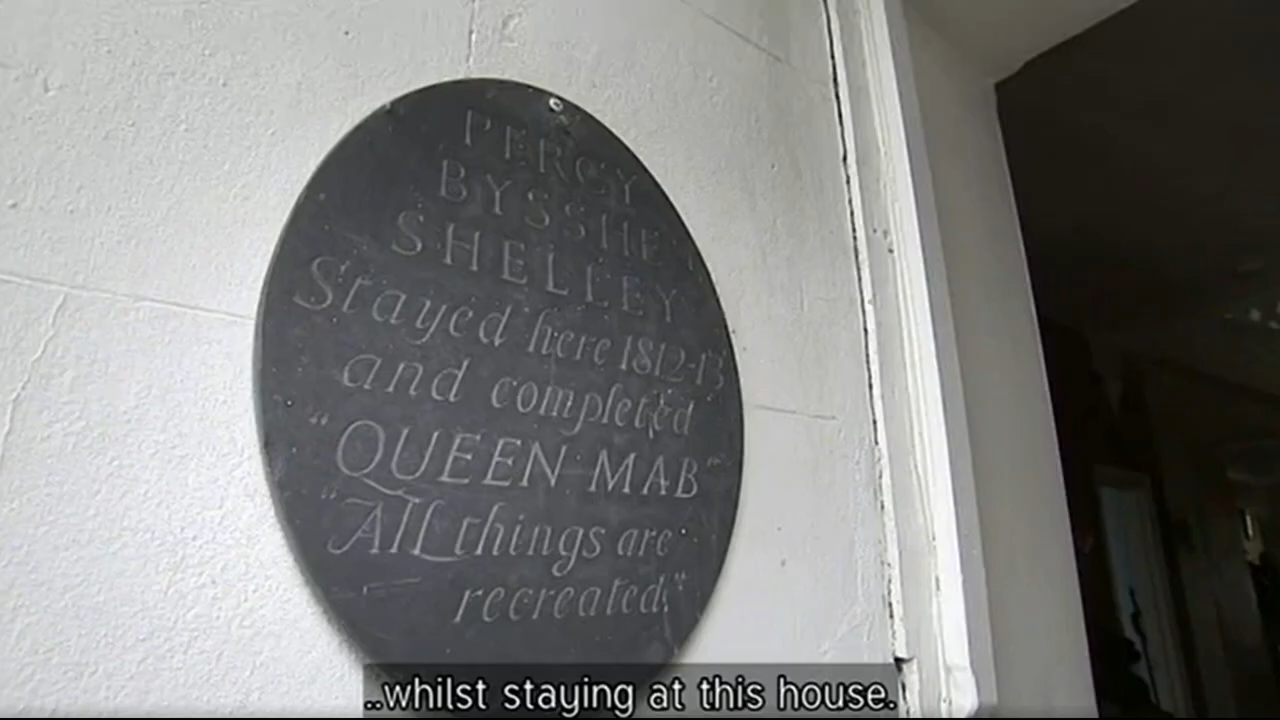 PERCY
BYSSHE
SHELLEY
Stayed here 1812-13
and completed
"QUEEN MAB"
"All things are
recreated."
..whilst staying at this house.